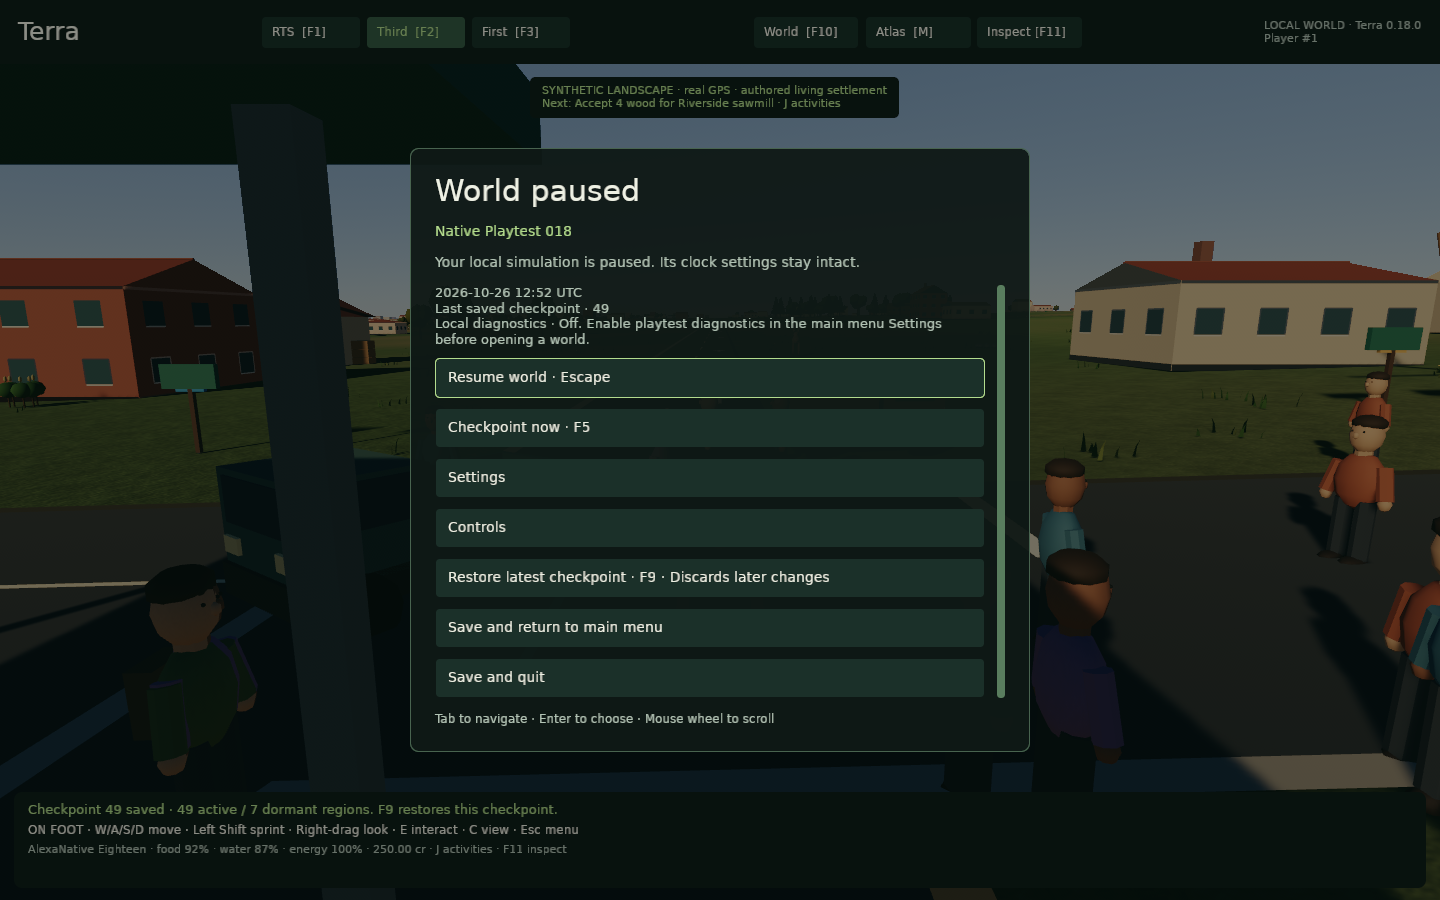 Terra
RTS [F1]
Third [F2]
First [F3]
World [F10]
Atlas [M]
Inspect [F11]
LOCAL WORLD · Terra 0.18.0
Player #1
SYNTHETIC LANDSCAPE · real GPS · authored living settlement
Next: Accept 4 wood for Riverside sawmill · J activities
World paused
Native Playtest 018
Your local simulation is paused. Its clock settings stay intact.
2026-10-26 12:52 UTC
Last saved checkpoint · 49
Local diagnostics · Off. Enable playtest diagnostics in the main menu Settings
before opening a world.
Resume world · Escape
Checkpoint now · F5
Settings
Controls
Restore latest checkpoint · F9 · Discards later changes
Save and return to main menu
Save and quit
Tab to navigate · Enter to choose · Mouse wheel to scroll
Checkpoint 49 saved · 49 active / 7 dormant regions. F9 restores this checkpoint.
ON FOOT · W/A/S/D move · Left Shift sprint · Right-drag look · E interact · C view · Esc menu
AlexaNative Eighteen · food 92% · water 87% · energy 100% · 250.00 cr · J activities · F11 inspect